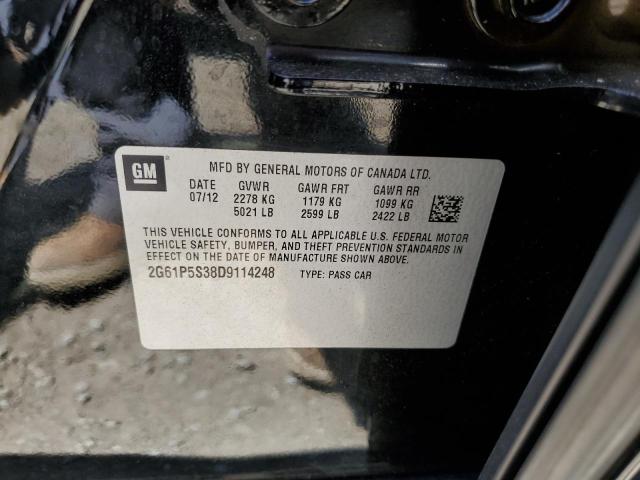 GM
MFD BY GENERAL MOTORS OF CANADA LTD.
DATE GVWR GAWR FRT GAWR RR
07/12 2278 KG 1179 KG 1099 KG
5021 LB 2599 LB 2422 LB
THIS VEHICLE CONFORMS TO ALL APPLICABLE U.S. FEDERAL MOTOR
VEHICLE SAFETY, BUMPER, AND THEFT PREVENTION STANDARDS IN
EFFECT ON THE DATE OF MANUFACTURE SHOWN ABOVE.
2G61P5S38D9114248 TYPE: PASS CAR